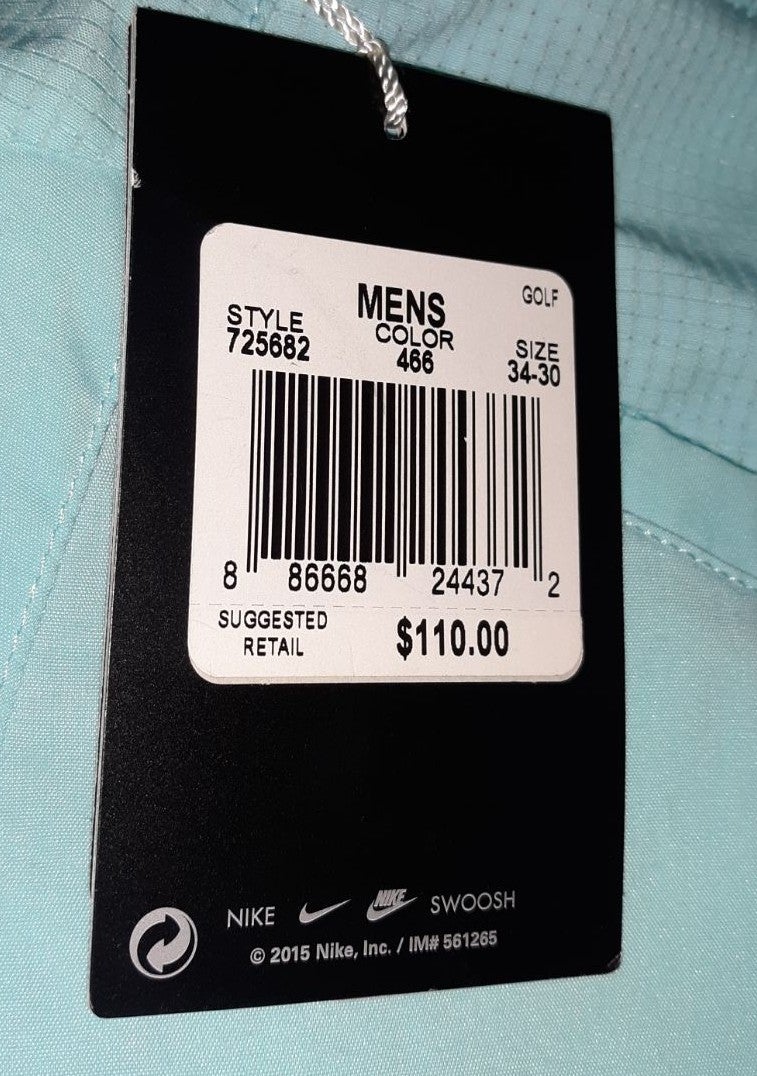 MENS GOLF
STYLE COLOR SIZE
725682 466 34-30
8 86668 24437 2
SUGGESTED
RETAIL $110.00
NIKE NIKE SWOOSH
© 2015 Nike, Inc. / IM# 561265